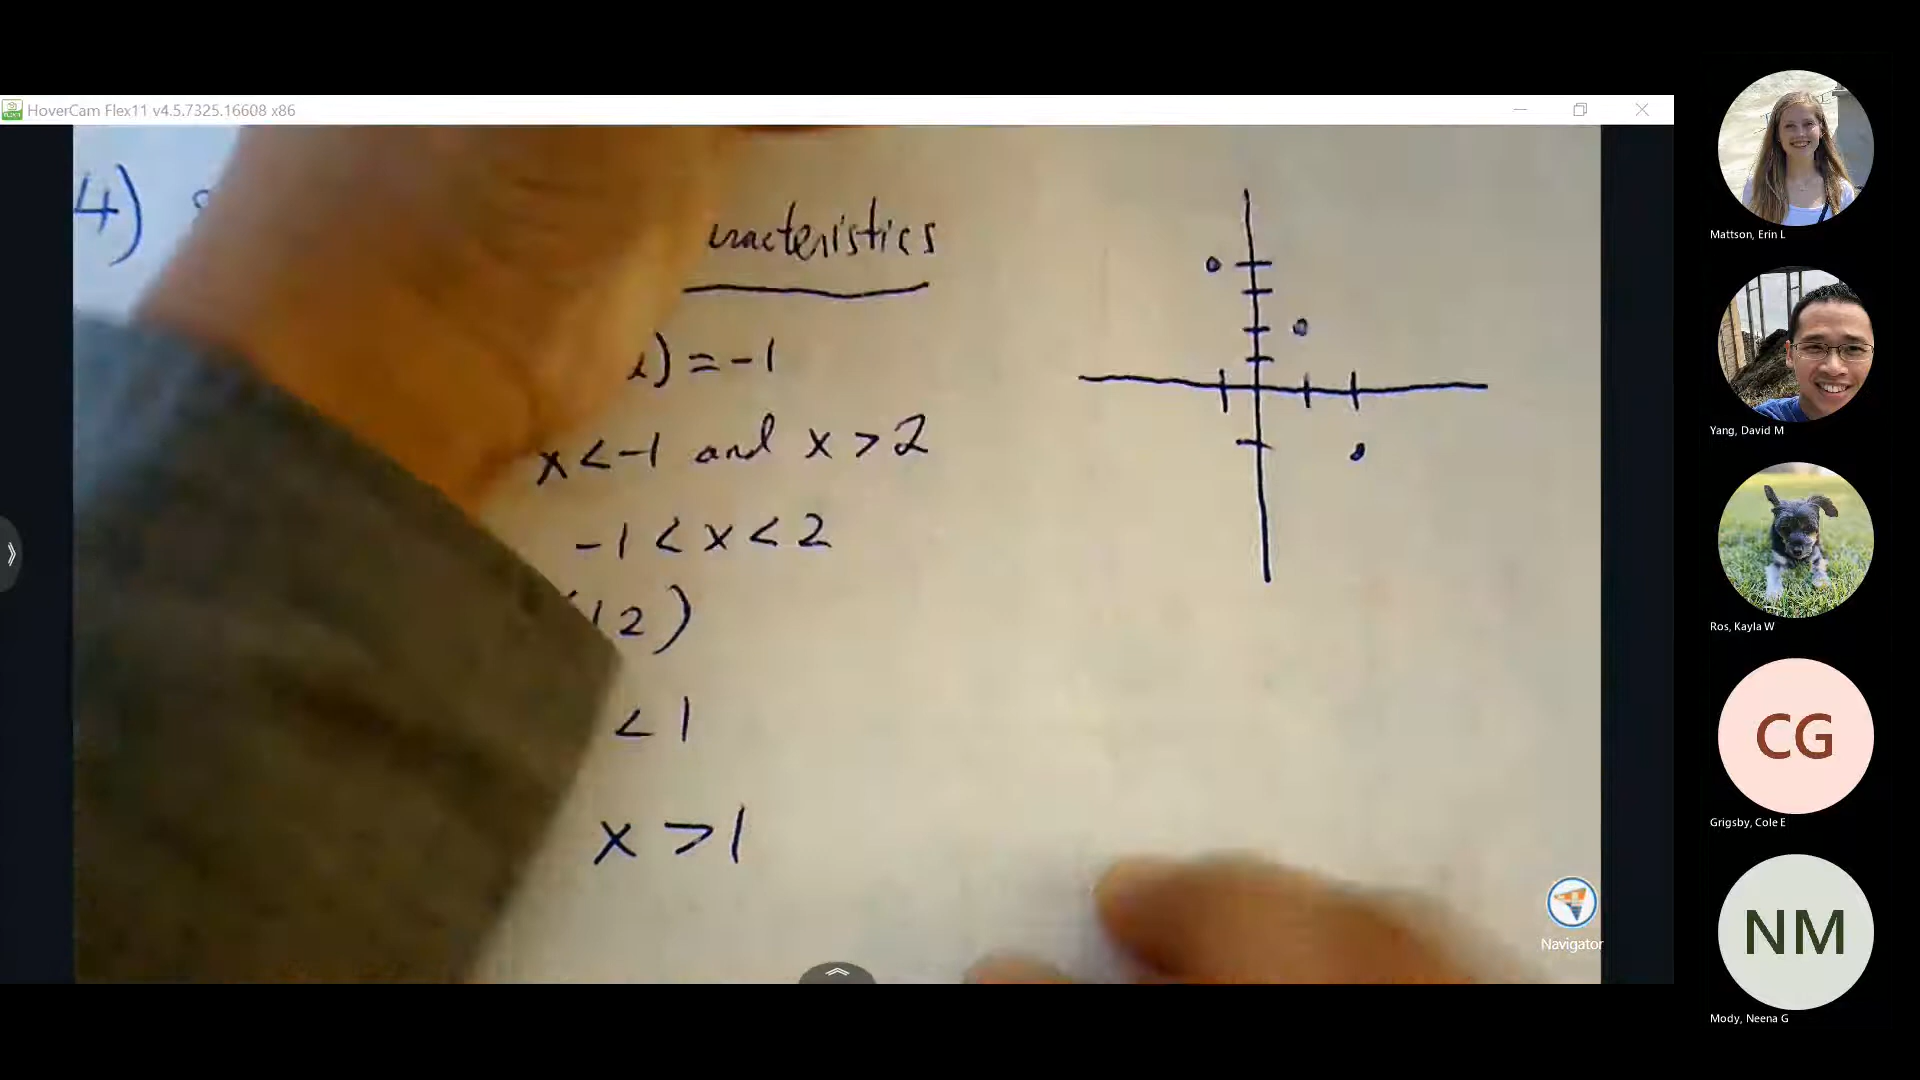 HoverCam Flex11 v4.5.7325.16608 x86
4)
) = -1
x < -1 and x > 2
-1 < x < 2
2)
< 1
x > 1
Navigator
Mattson, Erin L
Yang, David M
Ros, Kayla W
CG
Grigsby, Cole E
NM
Mody, Neena G